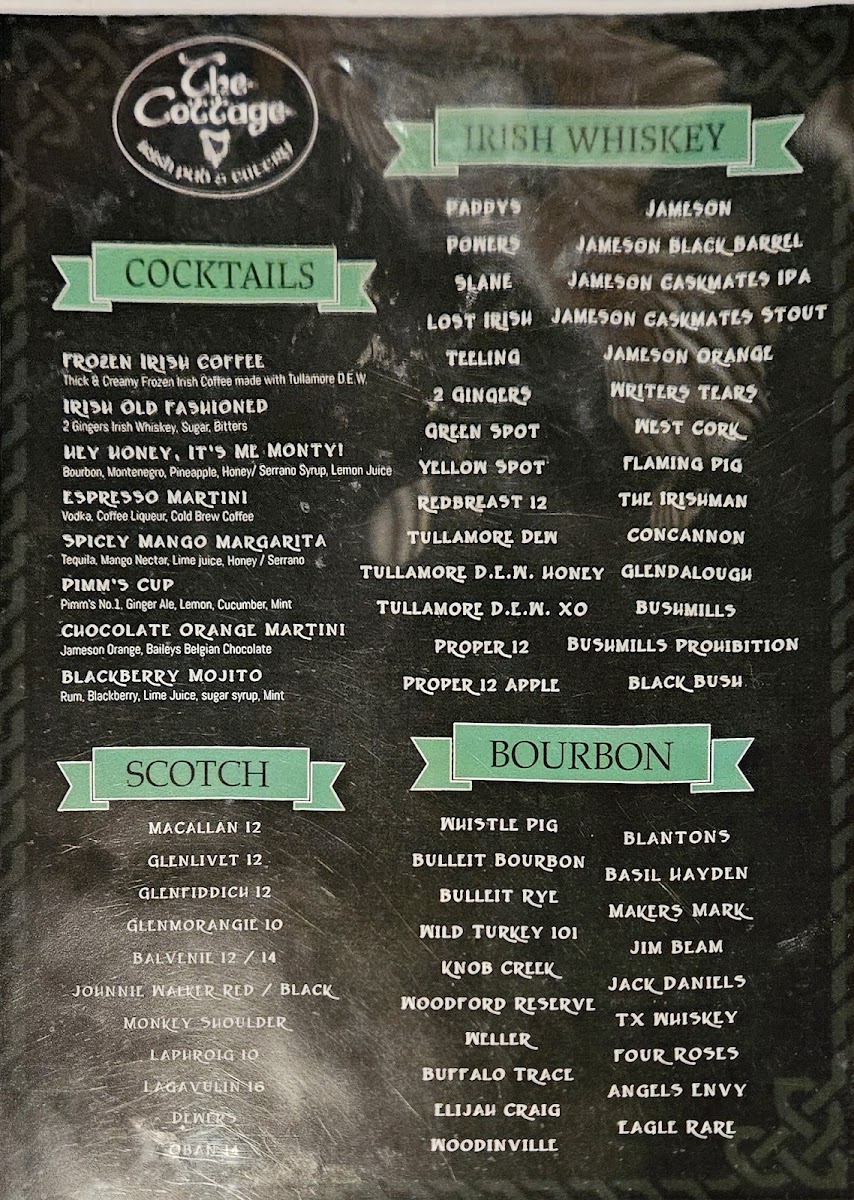 The
Cottage
Irish pub & eatery
COCKTAILS
FROZEN IRISH COFFEE
Thick & Creamy Frozen Irish Coffee made with Tullamore D.E.W.
IRISH OLD FASHIONED
2 Gingers Irish Whiskey, Sugar, Bitters
HEY HONEY, IT'S ME MONTY!
Bourbon, Montenegro, Pineapple, Honey/ Serrano Syrup, Lemon Juice
ESPRESSO MARTINI
Vodka, Coffee Liqueur, Cold Brew Coffee
SPICEY MANGO MARGARITA
Tequila, Mango Nectar, Lime juice, Honey / Serrano
PIMM'S CUP
Pimm's No.1, Ginger Ale, Lemon, Cucumber, Mint
CHOCOLATE ORANGE MARTINI
Jameson Orange, Baileys Belgian Chocolate
BLACKBERRY MOJITO
Rum, Blackberry, Lime Juice, sugar syrup, Mint
SCOTCH
MACALLAN 12
GLENLIVET 12
GLENFIDDICH 12
GLENMORANGIE 10
BALVENIE 12 / 14
JOHNNIE WALKER RED / BLACK
MONKEY SHOULDER
LAPHROIG 10
LAGAVULIN 16
DEWERS
OBAN 14
IRISH WHISKEY
PADDYS
POWERS
SLANE
LOST IRISH
TEELING
2 GINGERS
GREEN SPOT
YELLOW SPOT
REDBREAST 12
TULLAMORE DEW
TULLAMORE D.E.W. HONEY
TULLAMORE D.E.W. XO
PROPER 12
PROPER 12 APPLE
JAMESON
JAMESON BLACK BARREL
JAMESON CASKMATES IPA
JAMESON CASKMATES STOUT
JAMESON ORANGE
WRITERS TEARS
WEST CORK
FLAMING PIG
THE IRISHMAN
CONCANNON
GLENDALOUGH
BUSHMILLS
BUSHMILLS PROHIBITION
BLACK BUSH
BOURBON
WHISTLE PIG
BULLEIT BOURBON
BULLEIT RYE
WILD TURKEY 101
KNOB CREEK
WOODFORD RESERVE
WELLER
BUFFALO TRACE
ELIJAH CRAIG
WOODINVILLE
BLANTONS
BASIL HAYDEN
MAKERS MARK
JIM BEAM
JACK DANIELS
TX WHISKEY
FOUR ROSES
ANGELS ENVY
EAGLE RARE